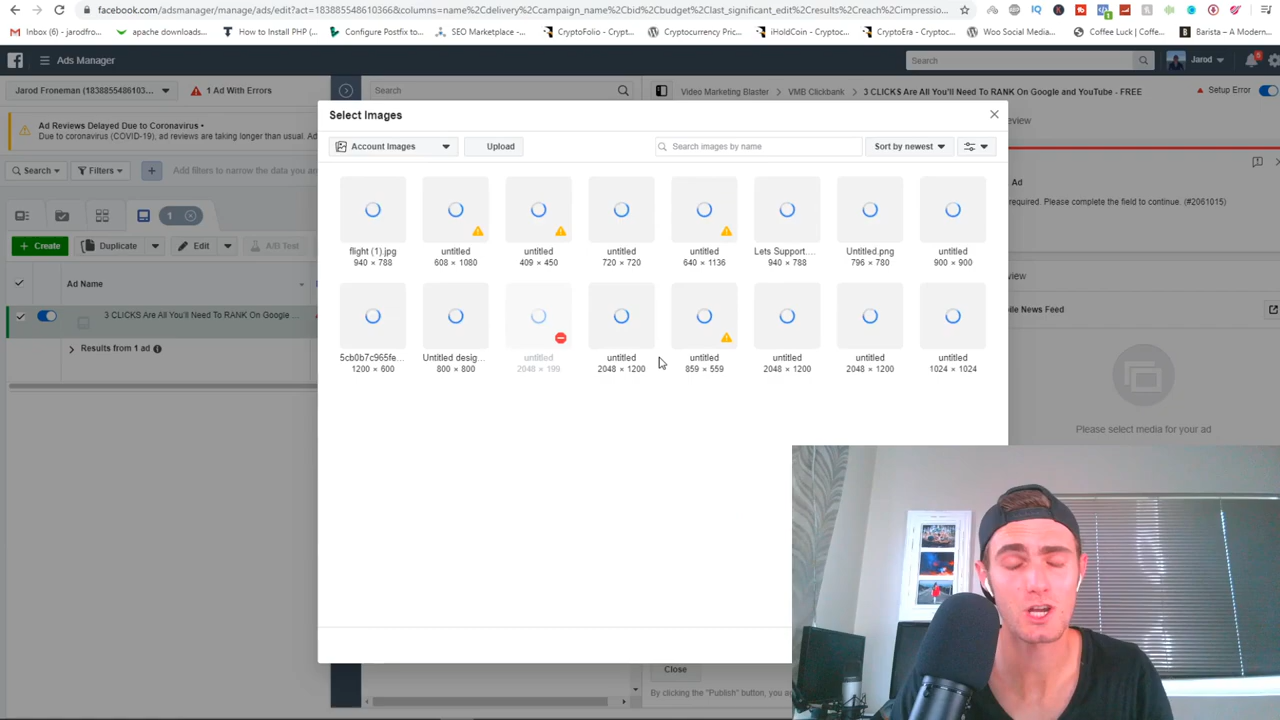 facebook.com/adsmanager/manage/ads/edit?act=183885548610366&columns=name%2Cdelivery%2Ccampaign_name%2Cbid%2Cbudget%2Clast_significant_edit%2Cresults%2Creach%2Cimpressio...
Inbox (6) - jarodfro...
apache downloads...
How to Install PHP (...
Configure Postfix to...
SEO Marketplace -...
CryptoFolio - Crypt...
Cryptocurrency Pric...
iHoldCoin - Cryptoc...
CryptoEra - Cryptoc...
Woo Social Media...
Coffee Luck | Coffe...
Barista – A Modern...
Ads Manager
Search
Jarod
Jarod Froneman (1838855486103...
1 Ad With Errors
Search
Video Marketing Blaster
VMB Clickbank
3 CLICKS Are All You'll Need To RANK On Google and YouTube - FREE
Setup Error
Ad Reviews Delayed Due to Coronavirus •
Due to coronavirus (COVID-19), ad reviews are taking longer than usual. Ad
Search
Filters
Add filters to narrow the data you an
1
Create
Duplicate
Edit
A/B Test
Ad Name
3 CLICKS Are All You'll Need To RANK On Google ...
Results from 1 ad
Select Images
Account Images
Upload
Search images by name
Sort by newest
flight (1).jpg
940 × 788
untitled
608 × 1080
untitled
409 × 450
untitled
720 × 720
untitled
640 × 1136
Lets Support...
940 × 788
Untitled.png
796 × 780
untitled
900 × 900
5cb0b7c965fe...
1200 × 600
Untitled desig...
800 × 800
untitled
2048 × 199
untitled
2048 × 1200
untitled
859 × 559
untitled
2048 × 1200
untitled
2048 × 1200
untitled
1024 × 1024
Ad
required. Please complete the field to continue. (#2061015)
Please select media for your ad
Close
By clicking the "Publish" button, you a